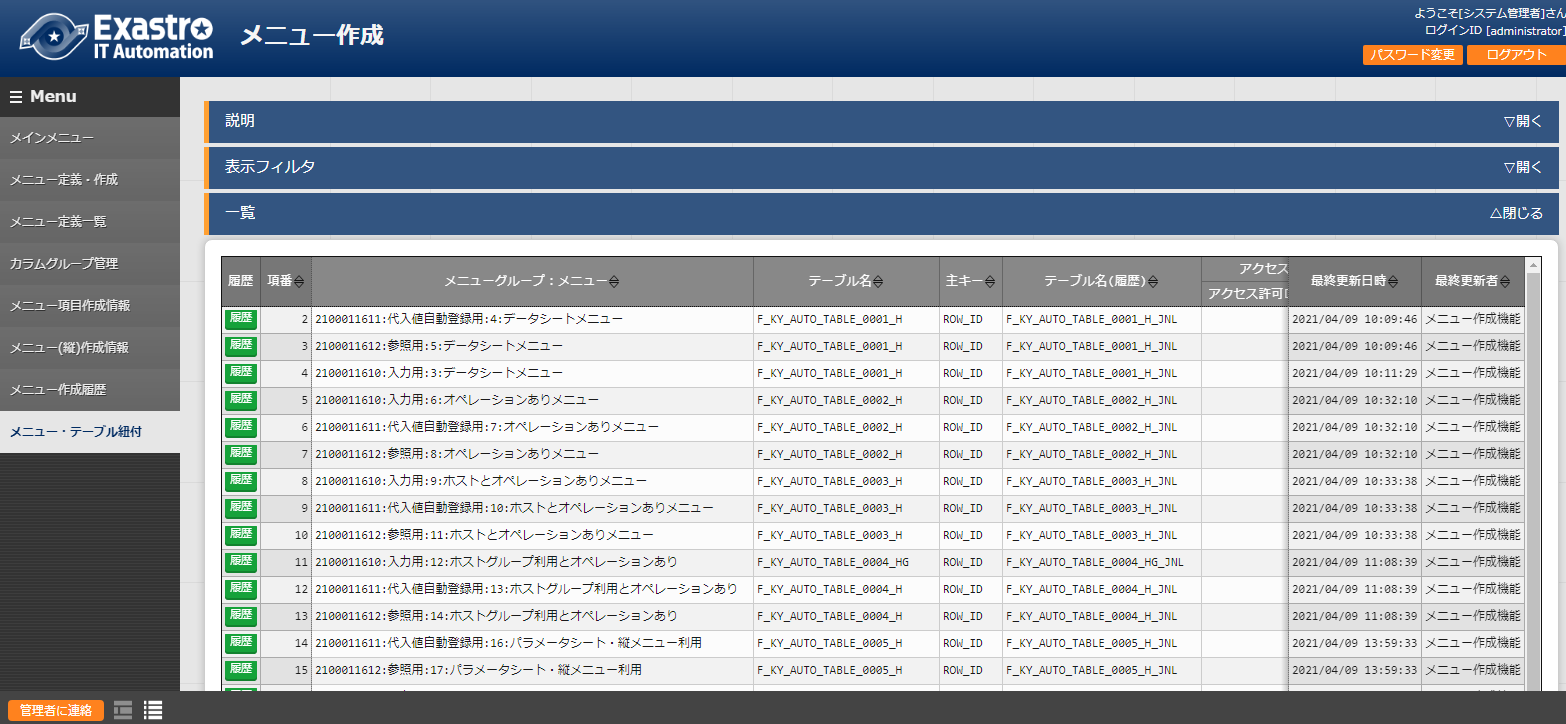 Exastro
IT Automation
メニュー作成
ようこそ[システム管理者]さん
ログインID [administrator]
パスワード変更 ログアウト
Menu
メインメニュー
メニュー定義・作成
メニュー定義一覧
カラムグループ管理
メニュー項目作成情報
メニュー(縦)作成情報
メニュー作成履歴
メニュー・テーブル紐付
説明 ▽開く
表示フィルタ ▽開く
一覧 △閉じる
履歴 項番 メニューグループ：メニュー テーブル名 主キー テーブル名(履歴) アクセス 最終更新日時 最終更新者
アクセス許可
履歴 2 2100011611:代入値自動登録用:4:データシートメニュー F_KY_AUTO_TABLE_0001_H ROW_ID F_KY_AUTO_TABLE_0001_H_JNL 2021/04/09 10:09:46 メニュー作成機能
履歴 3 2100011612:参照用:5:データシートメニュー F_KY_AUTO_TABLE_0001_H ROW_ID F_KY_AUTO_TABLE_0001_H_JNL 2021/04/09 10:09:46 メニュー作成機能
履歴 4 2100011610:入力用:3:データシートメニュー F_KY_AUTO_TABLE_0001_H ROW_ID F_KY_AUTO_TABLE_0001_H_JNL 2021/04/09 10:11:29 メニュー作成機能
履歴 5 2100011610:入力用:6:オペレーションありメニュー F_KY_AUTO_TABLE_0002_H ROW_ID F_KY_AUTO_TABLE_0002_H_JNL 2021/04/09 10:32:10 メニュー作成機能
履歴 6 2100011611:代入値自動登録用:7:オペレーションありメニュー F_KY_AUTO_TABLE_0002_H ROW_ID F_KY_AUTO_TABLE_0002_H_JNL 2021/04/09 10:32:10 メニュー作成機能
履歴 7 2100011612:参照用:8:オペレーションありメニュー F_KY_AUTO_TABLE_0002_H ROW_ID F_KY_AUTO_TABLE_0002_H_JNL 2021/04/09 10:32:10 メニュー作成機能
履歴 8 2100011610:入力用:9:ホストとオペレーションありメニュー F_KY_AUTO_TABLE_0003_H ROW_ID F_KY_AUTO_TABLE_0003_H_JNL 2021/04/09 10:33:38 メニュー作成機能
履歴 9 2100011611:代入値自動登録用:10:ホストとオペレーションありメニュー F_KY_AUTO_TABLE_0003_H ROW_ID F_KY_AUTO_TABLE_0003_H_JNL 2021/04/09 10:33:38 メニュー作成機能
履歴 10 2100011612:参照用:11:ホストとオペレーションありメニュー F_KY_AUTO_TABLE_0003_H ROW_ID F_KY_AUTO_TABLE_0003_H_JNL 2021/04/09 10:33:38 メニュー作成機能
履歴 11 2100011610:入力用:12:ホストグループ利用とオペレーションあり F_KY_AUTO_TABLE_0004_HG ROW_ID F_KY_AUTO_TABLE_0004_HG_JNL 2021/04/09 11:08:39 メニュー作成機能
履歴 12 2100011611:代入値自動登録用:13:ホストグループ利用とオペレーションあり F_KY_AUTO_TABLE_0004_H ROW_ID F_KY_AUTO_TABLE_0004_H_JNL 2021/04/09 11:08:39 メニュー作成機能
履歴 13 2100011612:参照用:14:ホストグループ利用とオペレーションあり F_KY_AUTO_TABLE_0004_H ROW_ID F_KY_AUTO_TABLE_0004_H_JNL 2021/04/09 11:08:39 メニュー作成機能
履歴 14 2100011611:代入値自動登録用:16:パラメータシート・縦メニュー利用 F_KY_AUTO_TABLE_0005_H ROW_ID F_KY_AUTO_TABLE_0005_H_JNL 2021/04/09 13:59:33 メニュー作成機能
履歴 15 2100011612:参照用:17:パラメータシート・縦メニュー利用 F_KY_AUTO_TABLE_0005_H ROW_ID F_KY_AUTO_TABLE_0005_H_JNL 2021/04/09 13:59:33 メニュー作成機能
管理者に連絡